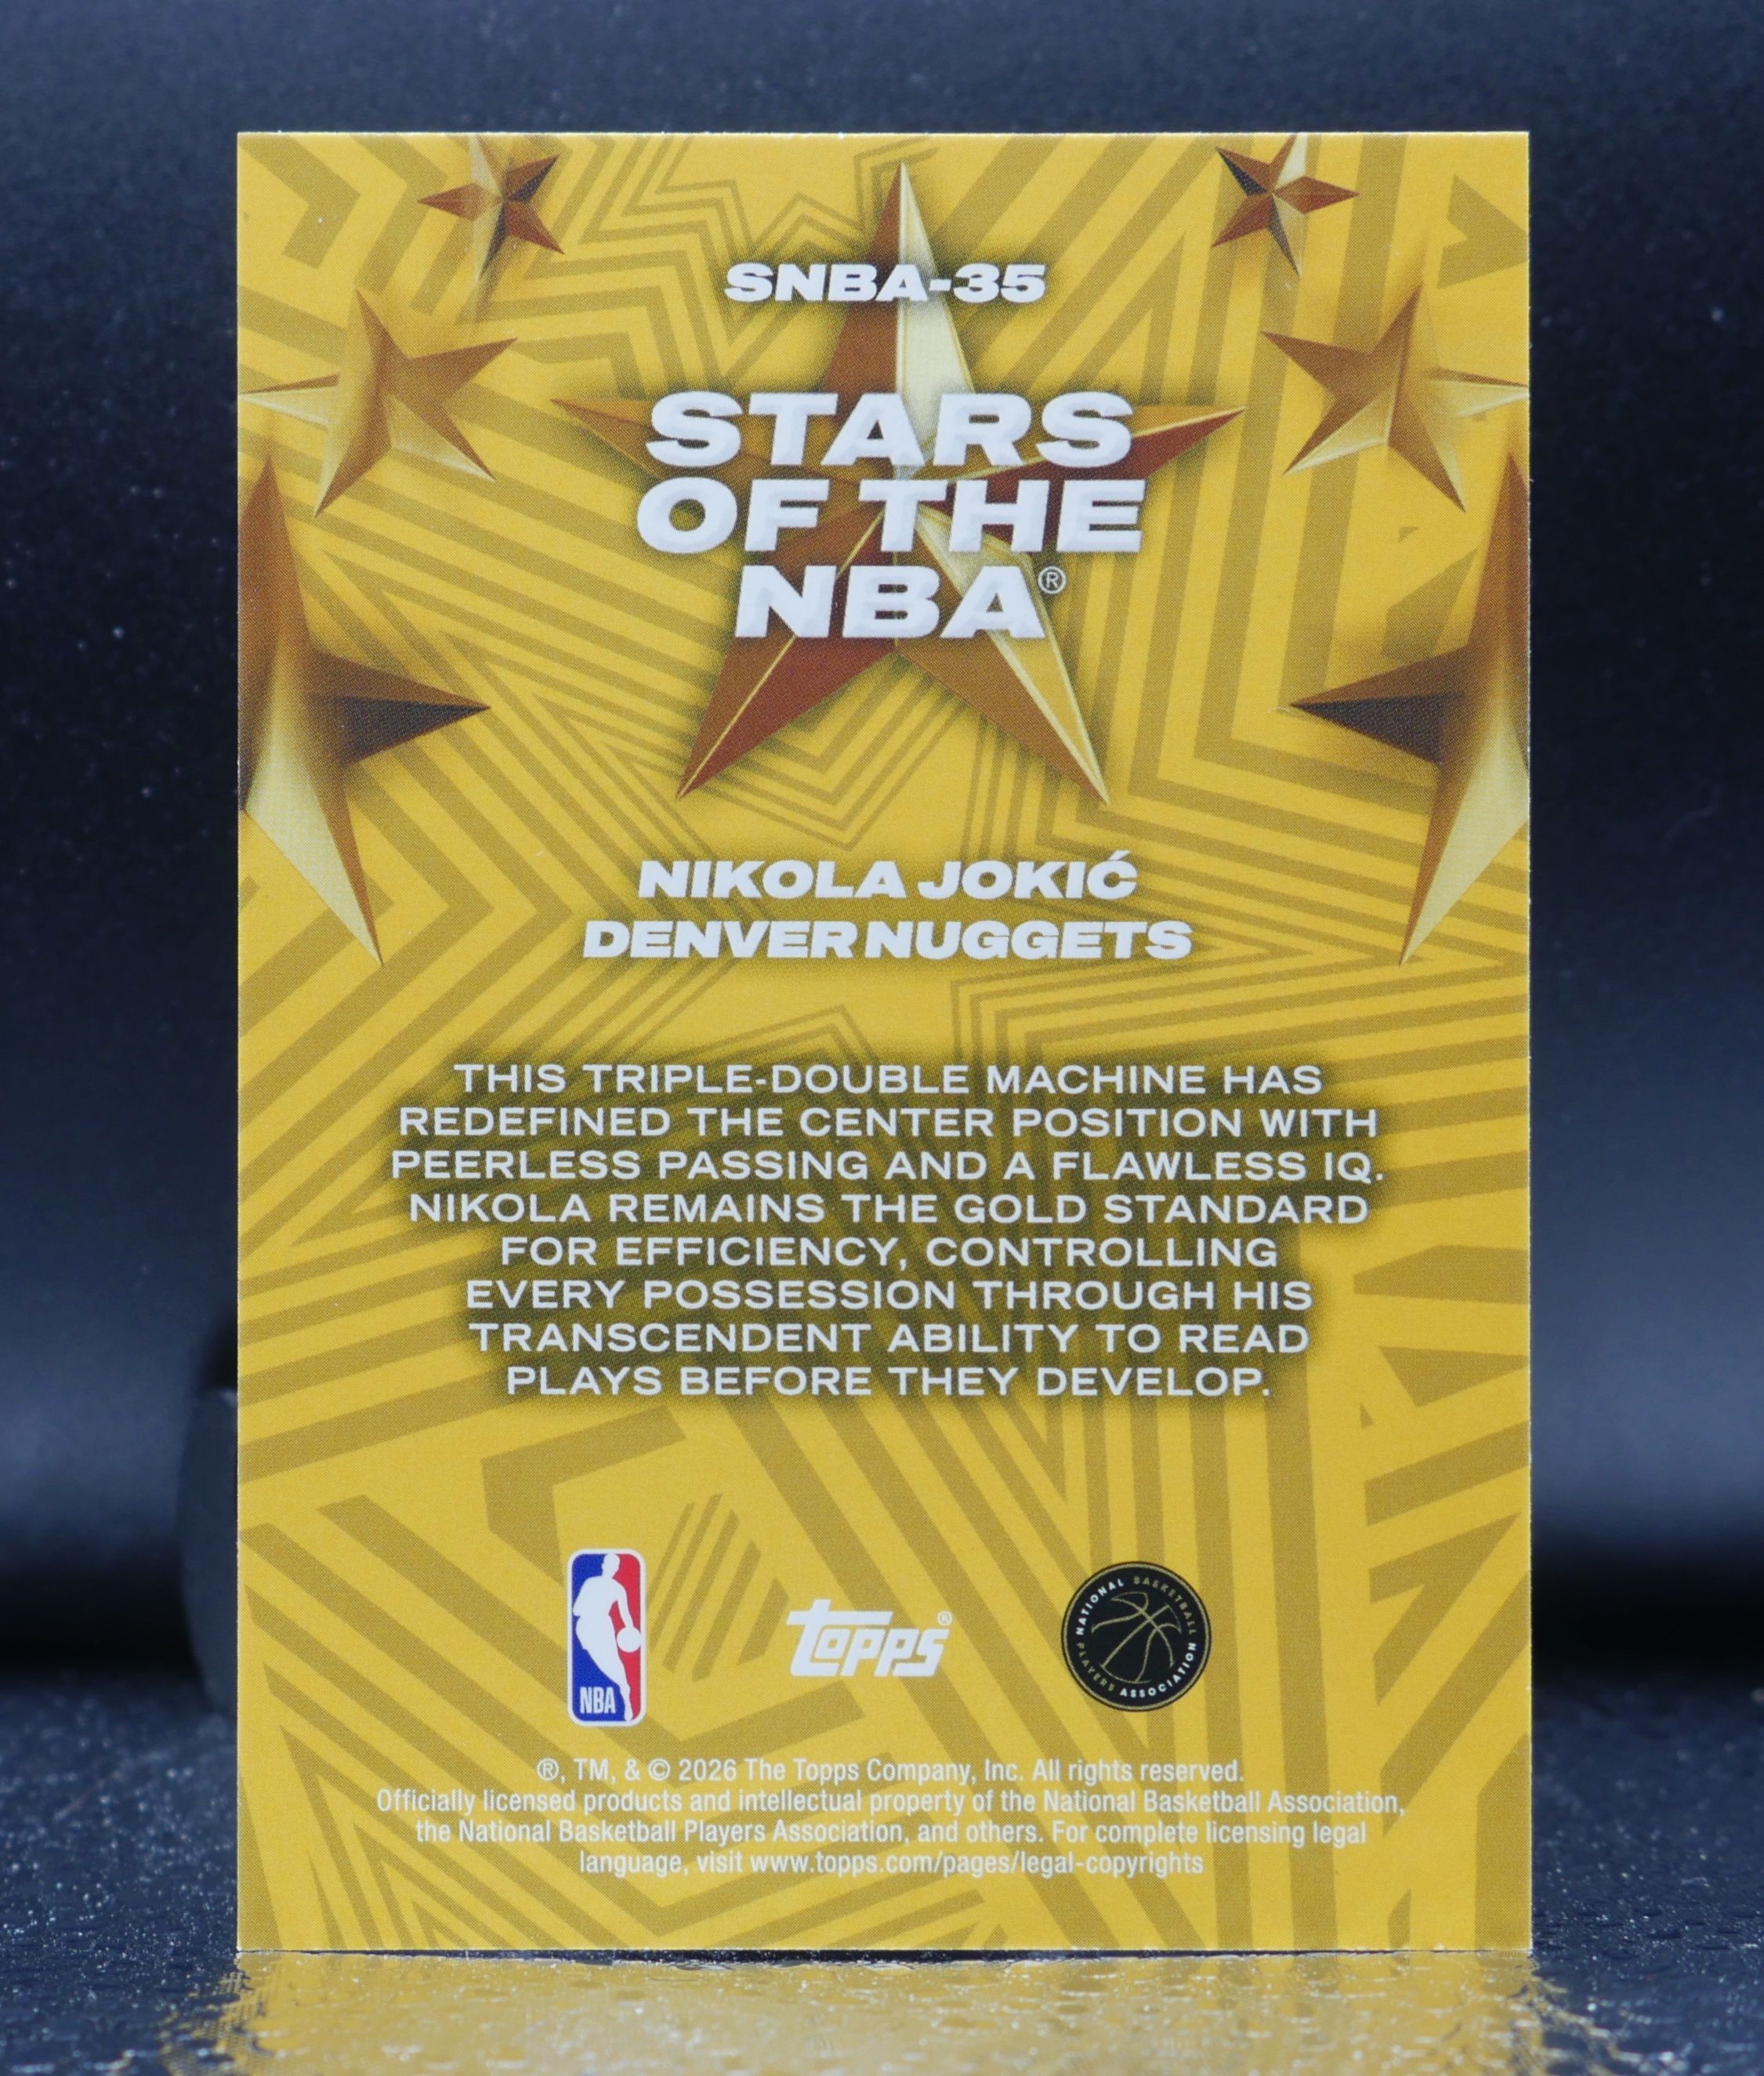 SNBA-35
STARS
OF THE
NBA®
NIKOLA JOKIĆ
DENVER NUGGETS
THIS TRIPLE-DOUBLE MACHINE HAS
REDEFINED THE CENTER POSITION WITH
PEERLESS PASSING AND A FLAWLESS IQ.
NIKOLA REMAINS THE GOLD STANDARD
FOR EFFICIENCY, CONTROLLING
EVERY POSSESSION THROUGH HIS
TRANSCENDENT ABILITY TO READ
PLAYS BEFORE THEY DEVELOP.
NBA
topps®
NATIONAL BASKETBALL
PLAYERS ASSOCIATION
®, TM, & © 2026 The Topps Company, Inc. All rights reserved.
Officially licensed products and intellectual property of the National Basketball Association,
the National Basketball Players Association, and others. For complete licensing legal
language, visit www.topps.com/pages/legal-copyrights